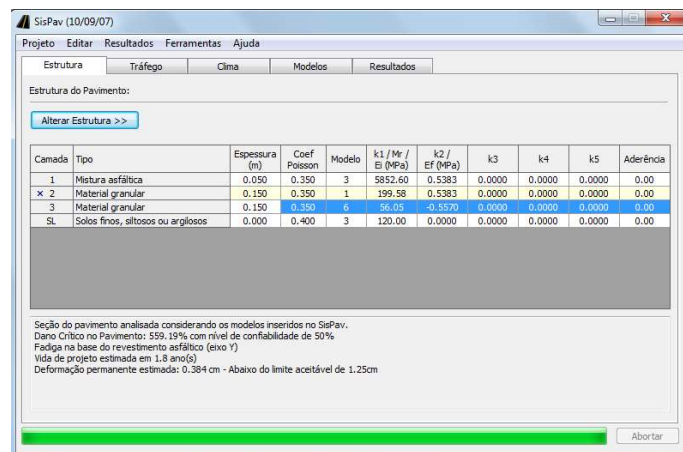 SisPav (10/09/07)
Projeto Editar Resultados Ferramentas Ajuda
Estrutura Tráfego Clima Modelos Resultados
Estrutura do Pavimento:
Alterar Estrutura >>
Camada Tipo Espessura (m) Coef Poisson Modelo k1 / Mr / Ei (MPa) k2 / Ef (MPa) k3 k4 k5 Aderência
1 Mistura asfáltica 0.050 0.350 3 5852.60 0.5383 0.0000 0.0000 0.0000 0.00
× 2 Material granular 0.150 0.350 1 199.58 0.5383 0.0000 0.0000 0.0000 0.00
3 Material granular 0.150 0.350 6 56.05 -0.5570 0.0000 0.0000 0.0000 0.00
SL Solos finos, siltosos ou argilosos 0.000 0.400 3 120.00 0.0000 0.0000 0.0000 0.0000 0.00
Seção do pavimento analisada considerando os modelos inseridos no SisPav.
Dano Crítico no Pavimento: 559.19% com nível de confiabilidade de 50%
Fadiga na base do revestimento asfáltico (eixo Y)
Vida de projeto estimada em 1.8 ano(s)
Deformação permanente estimada: 0.384 cm - Abaixo do limite aceitável de 1.25cm
Abortar